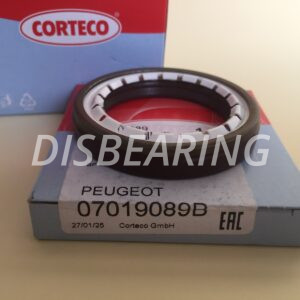 CORTECO
DISBEARING
PEUGEOT
07019089B
EAC
27/01/25 Corteco GmbH